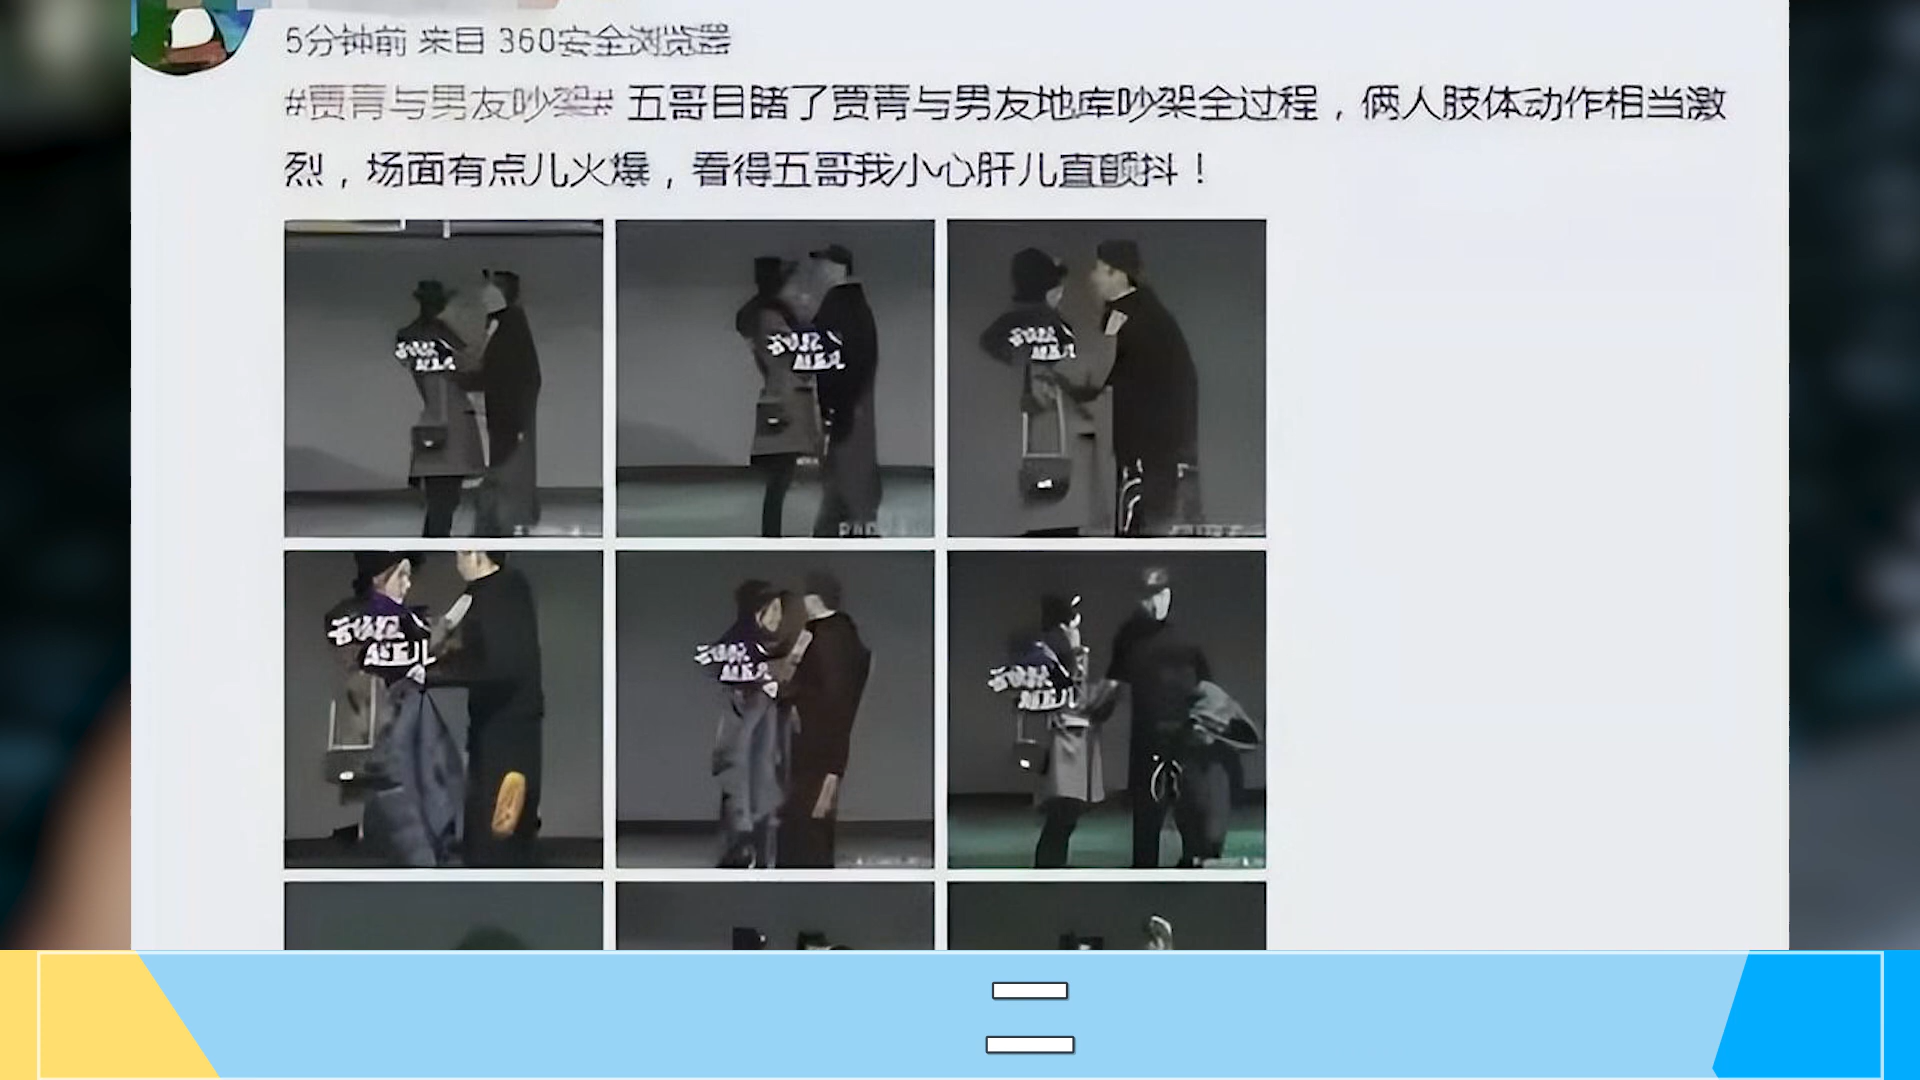 5分钟前 来自 360安全浏览器
#贾青与男友吵架# 五哥目睹了贾青与男友地库吵架全过程，俩人肢体动作相当激
烈，场面有点儿火爆，看得五哥我小心肝儿直颤抖！
二